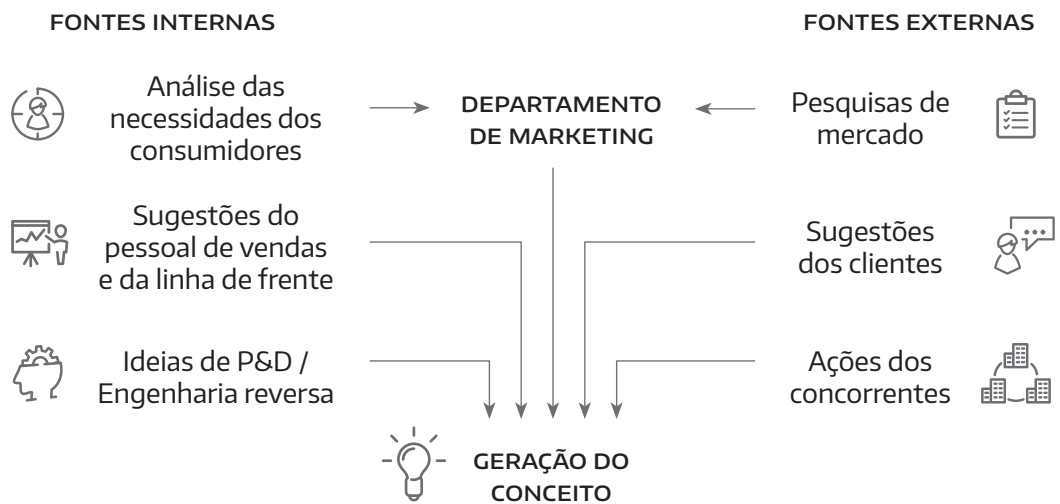 FONTES INTERNAS
FONTES EXTERNAS
Análise das
necessidades dos
consumidores
DEPARTAMENTO
DE MARKETING
Pesquisas de
mercado
Sugestões do
pessoal de vendas
e da linha de frente
Sugestões
dos clientes
Ideias de P&D /
Engenharia reversa
Ações dos
concorrentes
GERAÇÃO DO
CONCEITO